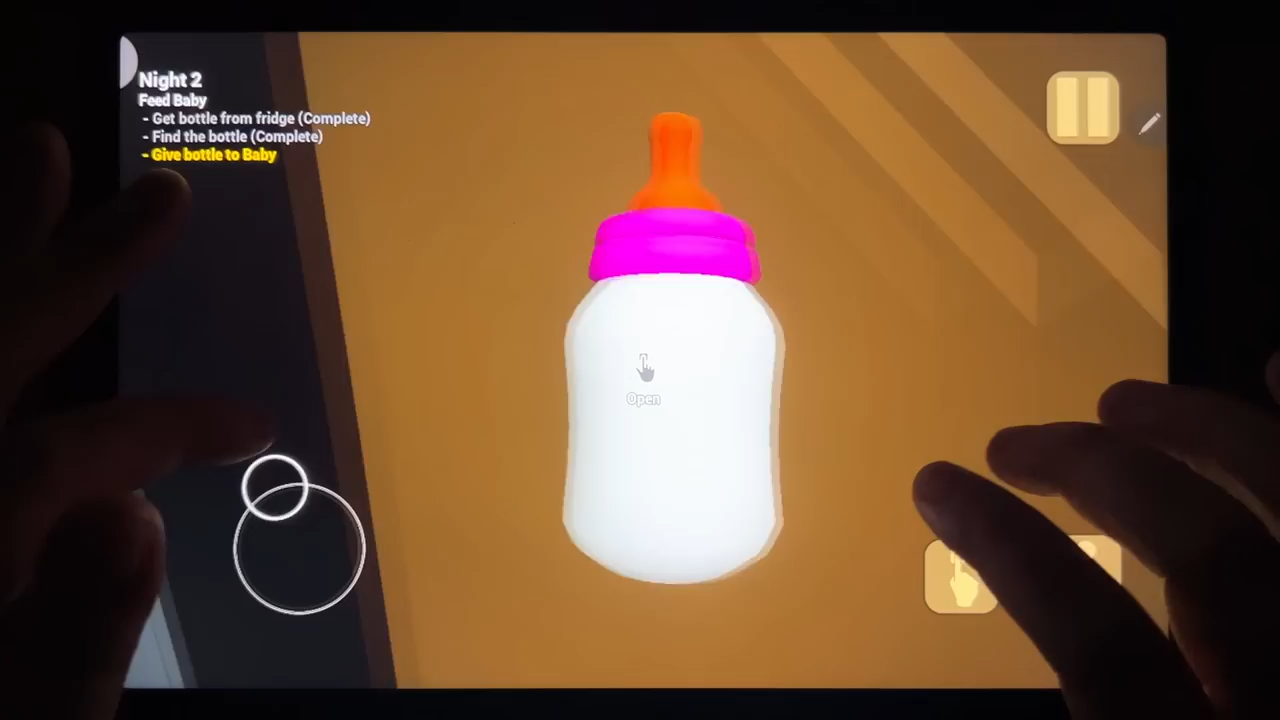 Night 2
Feed Baby
- Get bottle from fridge (Complete)
- Find the bottle (Complete)
- Give bottle to Baby
Open